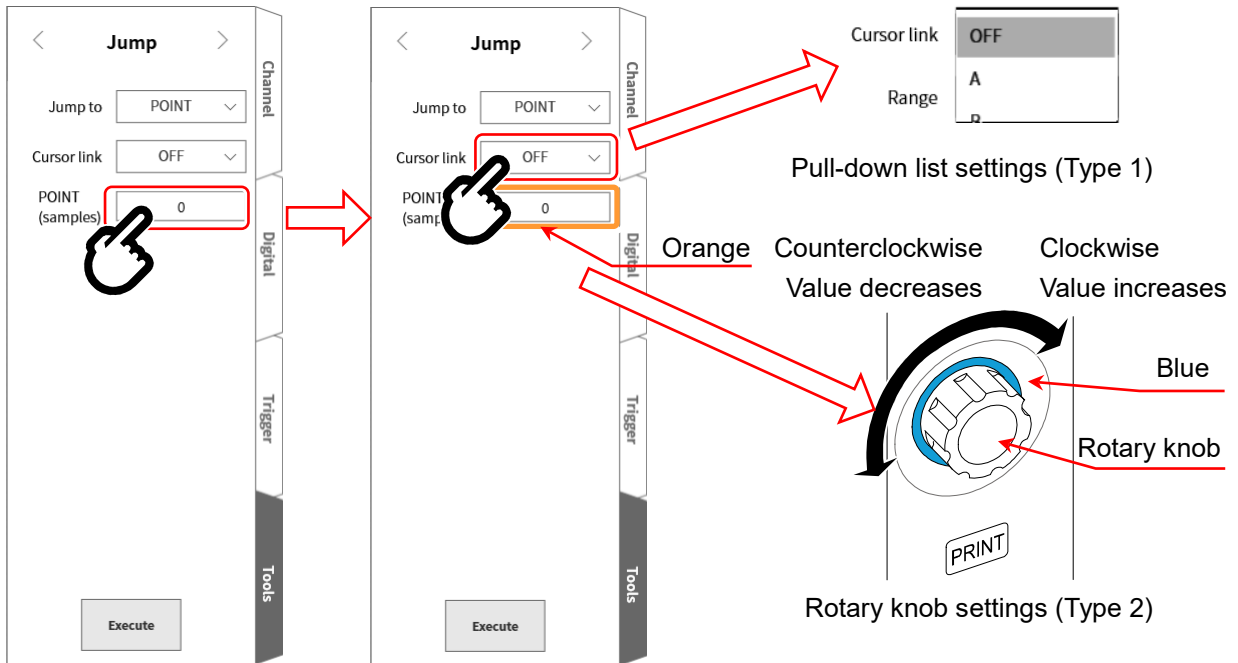 Jump
Jump to POINT
Cursor link OFF
POINT
(samples)
0
Execute
Channel
Digital
Trigger
Tools
Jump
Jump to POINT
Cursor link OFF
POINT
0
Execute
Channel
Digital
Trigger
Tools
Cursor link OFF
A
Range
Pull-down list settings (Type 1)
Orange
Counterclockwise
Value decreases
Clockwise
Value increases
Blue
Rotary knob
PRINT
Rotary knob settings (Type 2)